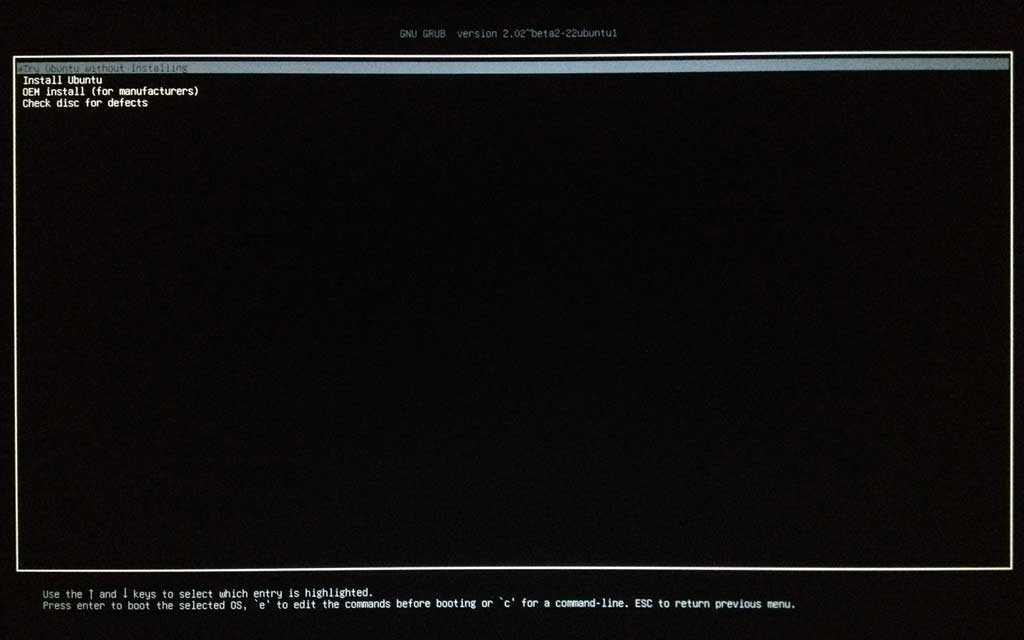 GNU GRUB  version 2.02~beta2-22ubuntu1
*Try Ubuntu without installing
Install Ubuntu
OEM install (for manufacturers)
Check disc for defects
Use the ↑ and ↓ keys to select which entry is highlighted.
Press enter to boot the selected OS, `e' to edit the commands before booting or `c' for a command-line. ESC to return previous menu.